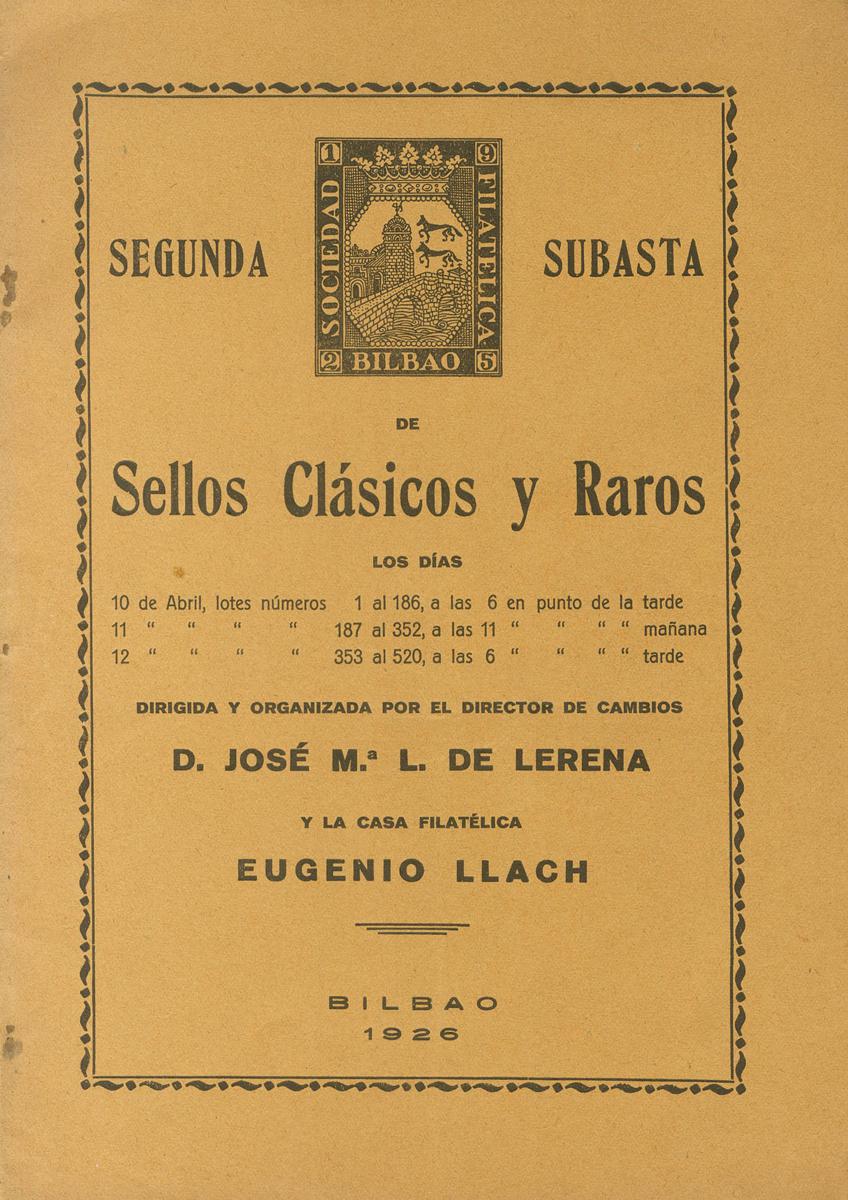 1 9
SOCIEDAD
FILATELICA
2 BILBAO 5
SEGUNDA SUBASTA
DE
Sellos Clásicos y Raros
LOS DÍAS
10 de Abril, lotes números 1 al 186, a las 6 en punto de la tarde
11 “ “ “ “ 187 al 352, a las 11 “ “ “ “ mañana
12 “ “ “ “ 353 al 520, a las 6 “ “ “ “ tarde
DIRIGIDA Y ORGANIZADA POR EL DIRECTOR DE CAMBIOS
D. JOSÉ M.ª L. DE LERENA
Y LA CASA FILATÉLICA
EUGENIO LLACH
BILBAO
1926